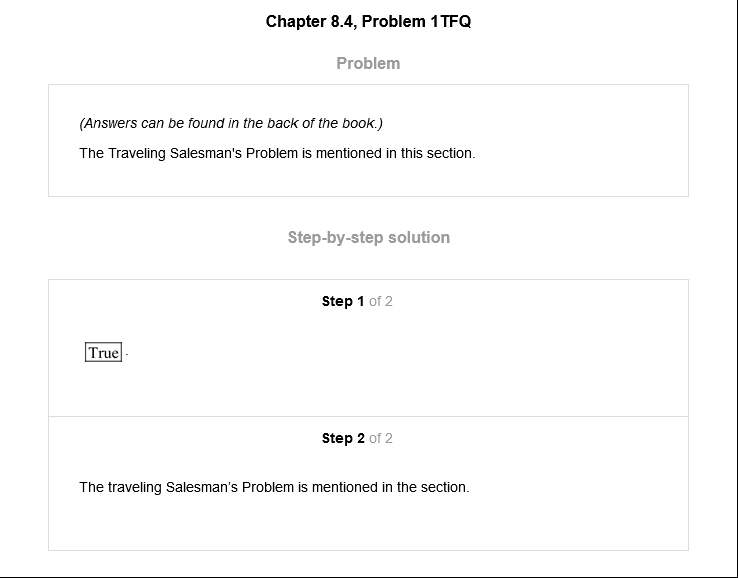 Chapter 8.4, Problem 1TFQ
Problem
(Answers can be found in the back of the book.)
The Traveling Salesman's Problem is mentioned in this section.
Step-by-step solution
Step 1 of 2
True .
Step 2 of 2
The traveling Salesman’s Problem is mentioned in the section.